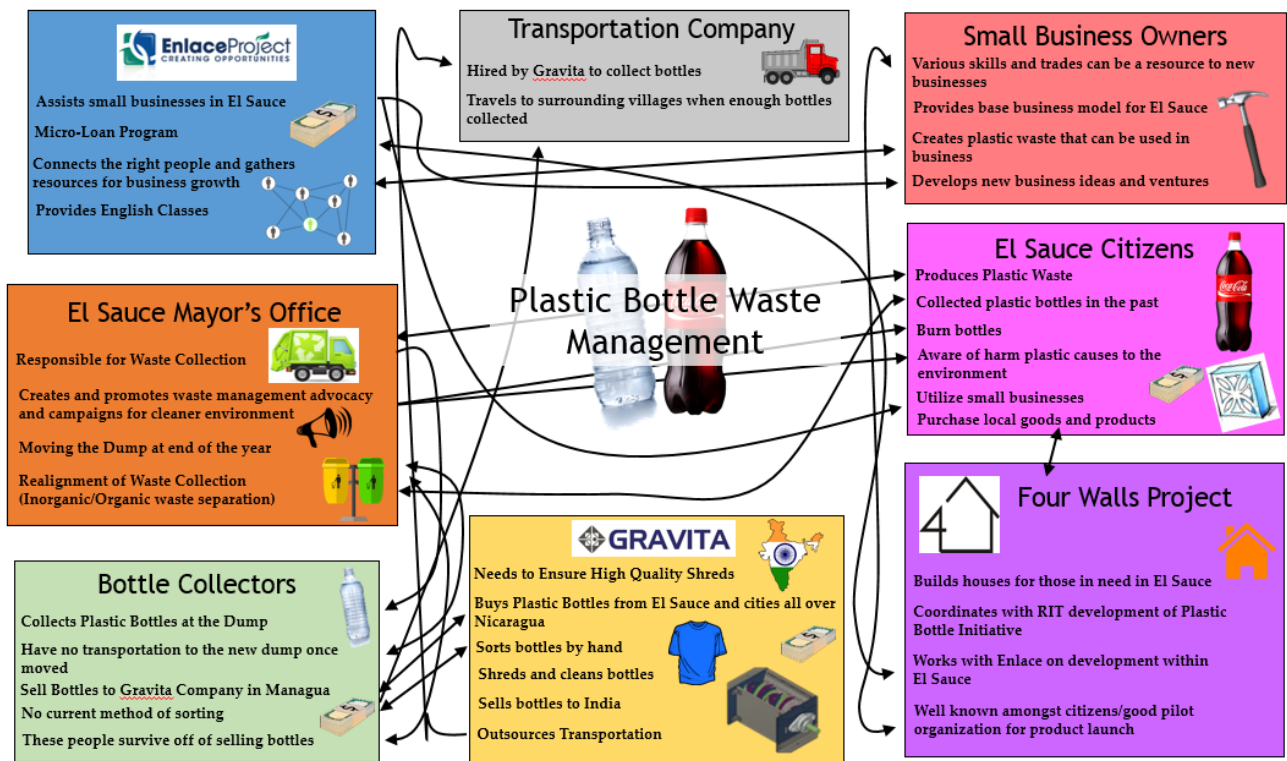 EnlaceProject
CREATING OPPORTUNITIES
Assists small businesses in El Sauce
Micro-Loan Program
Connects the right people and gathers
resources for business growth
Provides English Classes
Transportation Company
Hired by Gravita to collect bottles
Travels to surrounding villages when enough bottles
collected
Small Business Owners
Various skills and trades can be a resource to new
businesses
Provides base business model for El Sauce
Creates plastic waste that can be used in
business
Develops new business ideas and ventures
El Sauce Mayor's Office
Responsible for Waste Collection
Creates and promotes waste management advocacy
and campaigns for cleaner environment
Moving the Dump at end of the year
Realignment of Waste Collection
(Inorganic/Organic waste separation)
Plastic Bottle Waste
Management
El Sauce Citizens
Produces Plastic Waste
Collected plastic bottles in the past
Burn bottles
Aware of harm plastic causes to the
environment
Utilize small businesses
Purchase local goods and products
Coca-Cola
Bottle Collectors
Collects Plastic Bottles at the Dump
Have no transportation to the new dump once
moved
Sell Bottles to Gravita Company in Managua
No current method of sorting
These people survive off of selling bottles
GRAVITA
Needs to Ensure High Quality Shreds
Buys Plastic Bottles from El Sauce and cities all over
Nicaragua
Sorts bottles by hand
Shreds and cleans bottles
Sells bottles to India
Outsources Transportation
4
Four Walls Project
Builds houses for those in need in El Sauce
Coordinates with RIT development of Plastic
Bottle Initiative
Works with Enlace on development within
El Sauce
Well known amongst citizens/good pilot
organization for product launch